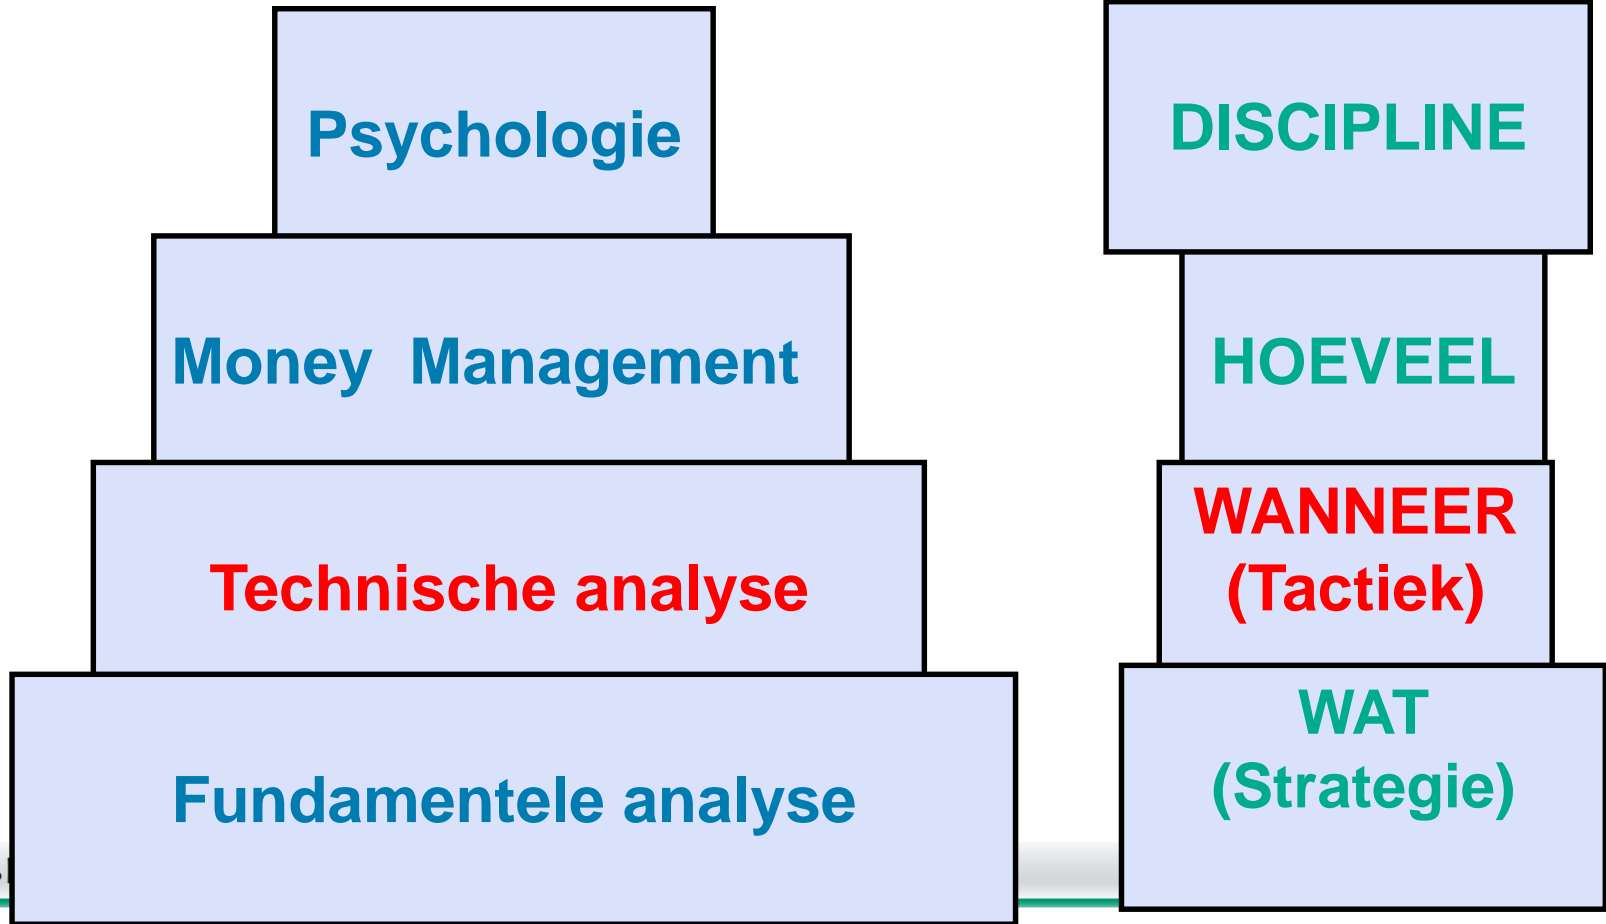 Psychologie
DISCIPLINE
Money Management
HOEVEEL
Technische analyse
WANNEER
(Tactiek)
Fundamentele analyse
WAT
(Strategie)